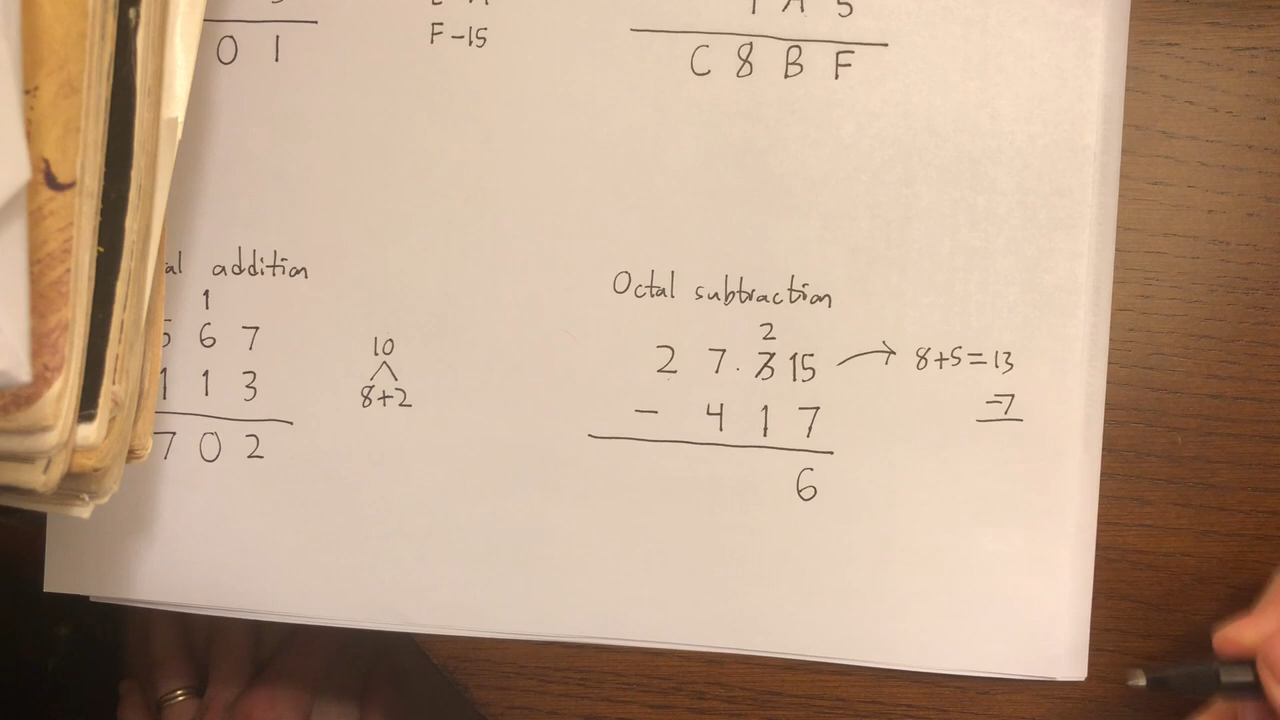 0 1
F-15
5
C 8 B F
al addition
1
5 6 7
1 1 3
7 0 2
10
8+2
Octal subtraction
2
2 7. 3 15 → 8+5=13
- 4 1 7
-7
6